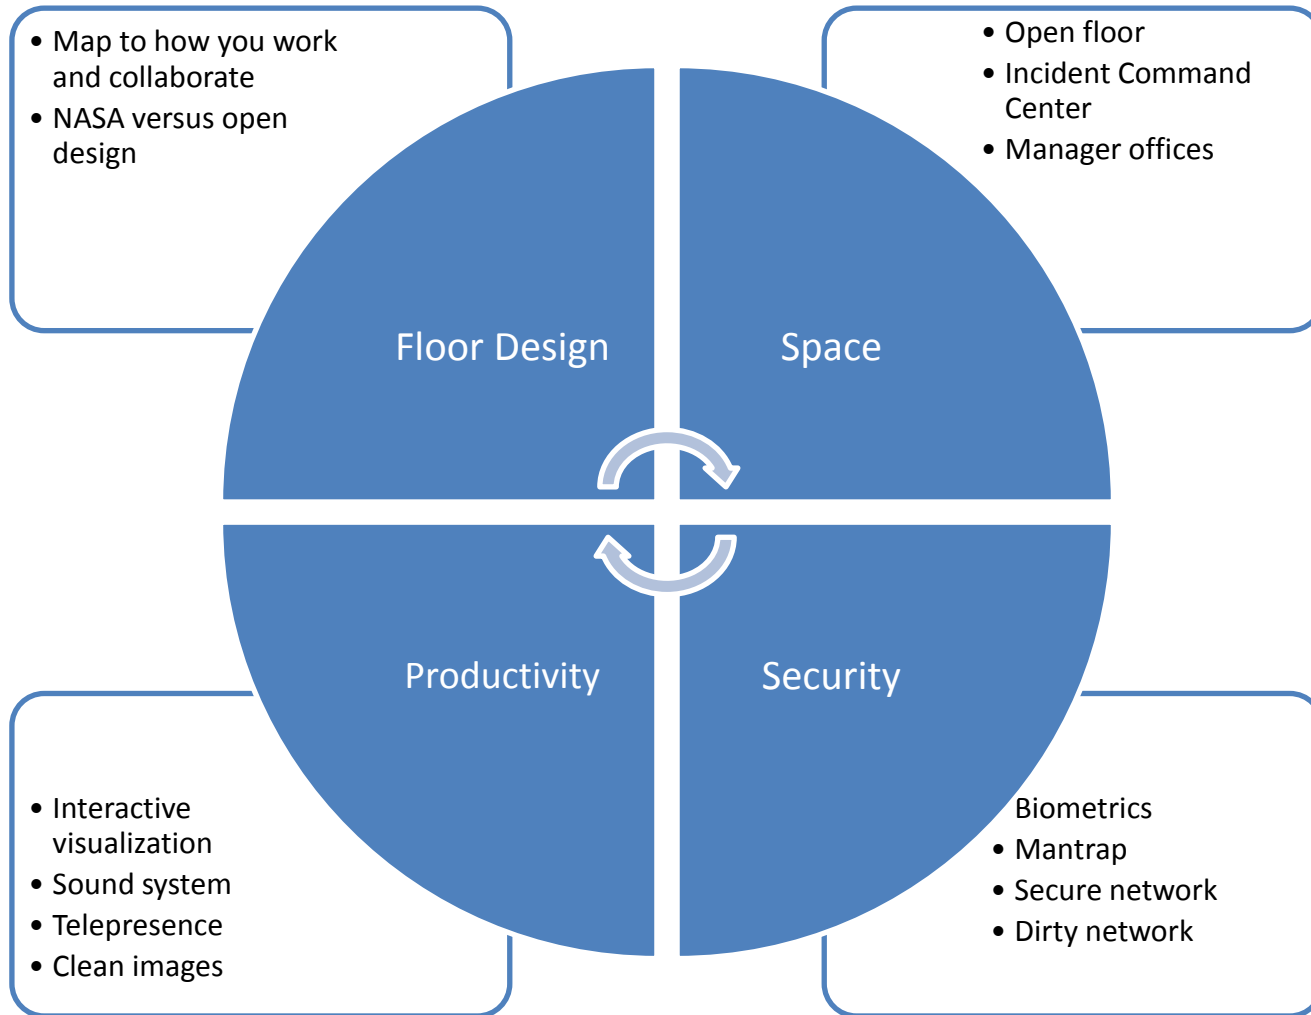 • Map to how you work
and collaborate
• NASA versus open
design
• Open floor
• Incident Command
Center
• Manager offices
Floor Design
Space
Productivity
Security
• Interactive
visualization
• Sound system
• Telepresence
• Clean images
Biometrics
• Mantrap
• Secure network
• Dirty network